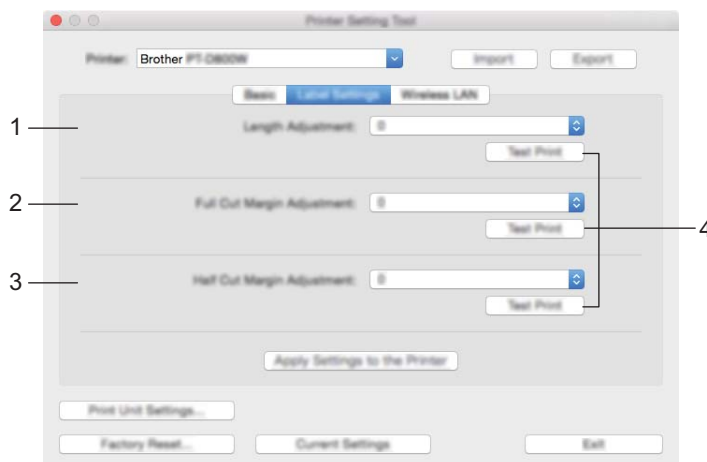 Printer Setting Tool
Printer: Brother PT-D800W
Import
Export
Basic
Label Settings
Wireless LAN
1
Length Adjustment: 0
Test Print
2
Full Cut Margin Adjustment: 0
Test Print
4
3
Half Cut Margin Adjustment: 0
Test Print
Apply Settings to the Printer
Print Unit Settings...
Factory Reset...
Current Settings
Exit